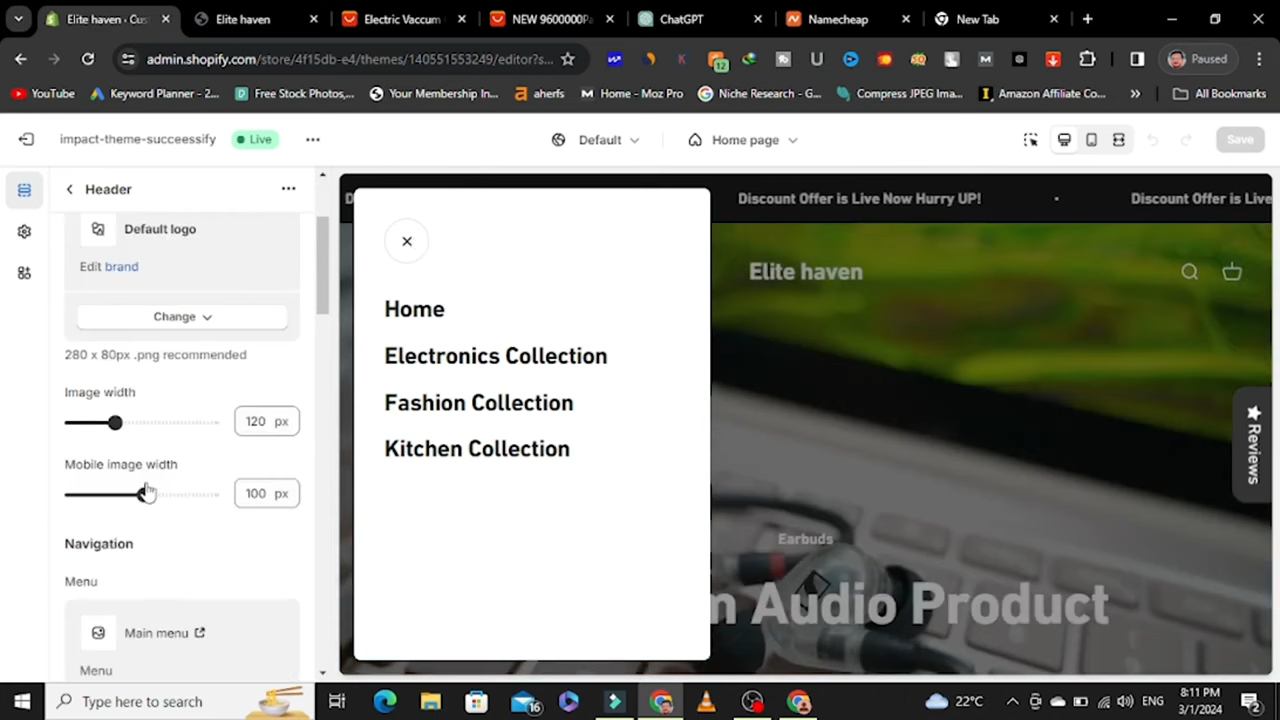 Elite haven - Cus
Elite haven
Electric Vaccum
NEW 9600000Pa
ChatGPT
Namecheap
New Tab
admin.shopify.com/store/4f15db-e4/themes/140551553249/editor?s...
12
Paused
YouTube
Keyword Planner - 2...
Free Stock Photos,...
Your Membership In...
aherfs
Home - Moz Pro
Niche Research - G...
Compress JPEG Ima...
Amazon Affiliate Co...
All Bookmarks
impact-theme-succeessify
Live
Default
Home page
Save
Header
Discount Offer is Live Now Hurry UP!
Discount Offer is Live
Default logo
Edit brand
Change
280 x 80px .png recommended
Image width
120 px
Mobile image width
100 px
Navigation
Menu
Main menu
Menu
Home
Electronics Collection
Fashion Collection
Kitchen Collection
Elite haven
Reviews
Earbuds
m Audio Product
Type here to search
16
22°C
ENG
8:11 PM
3/1/2024
2